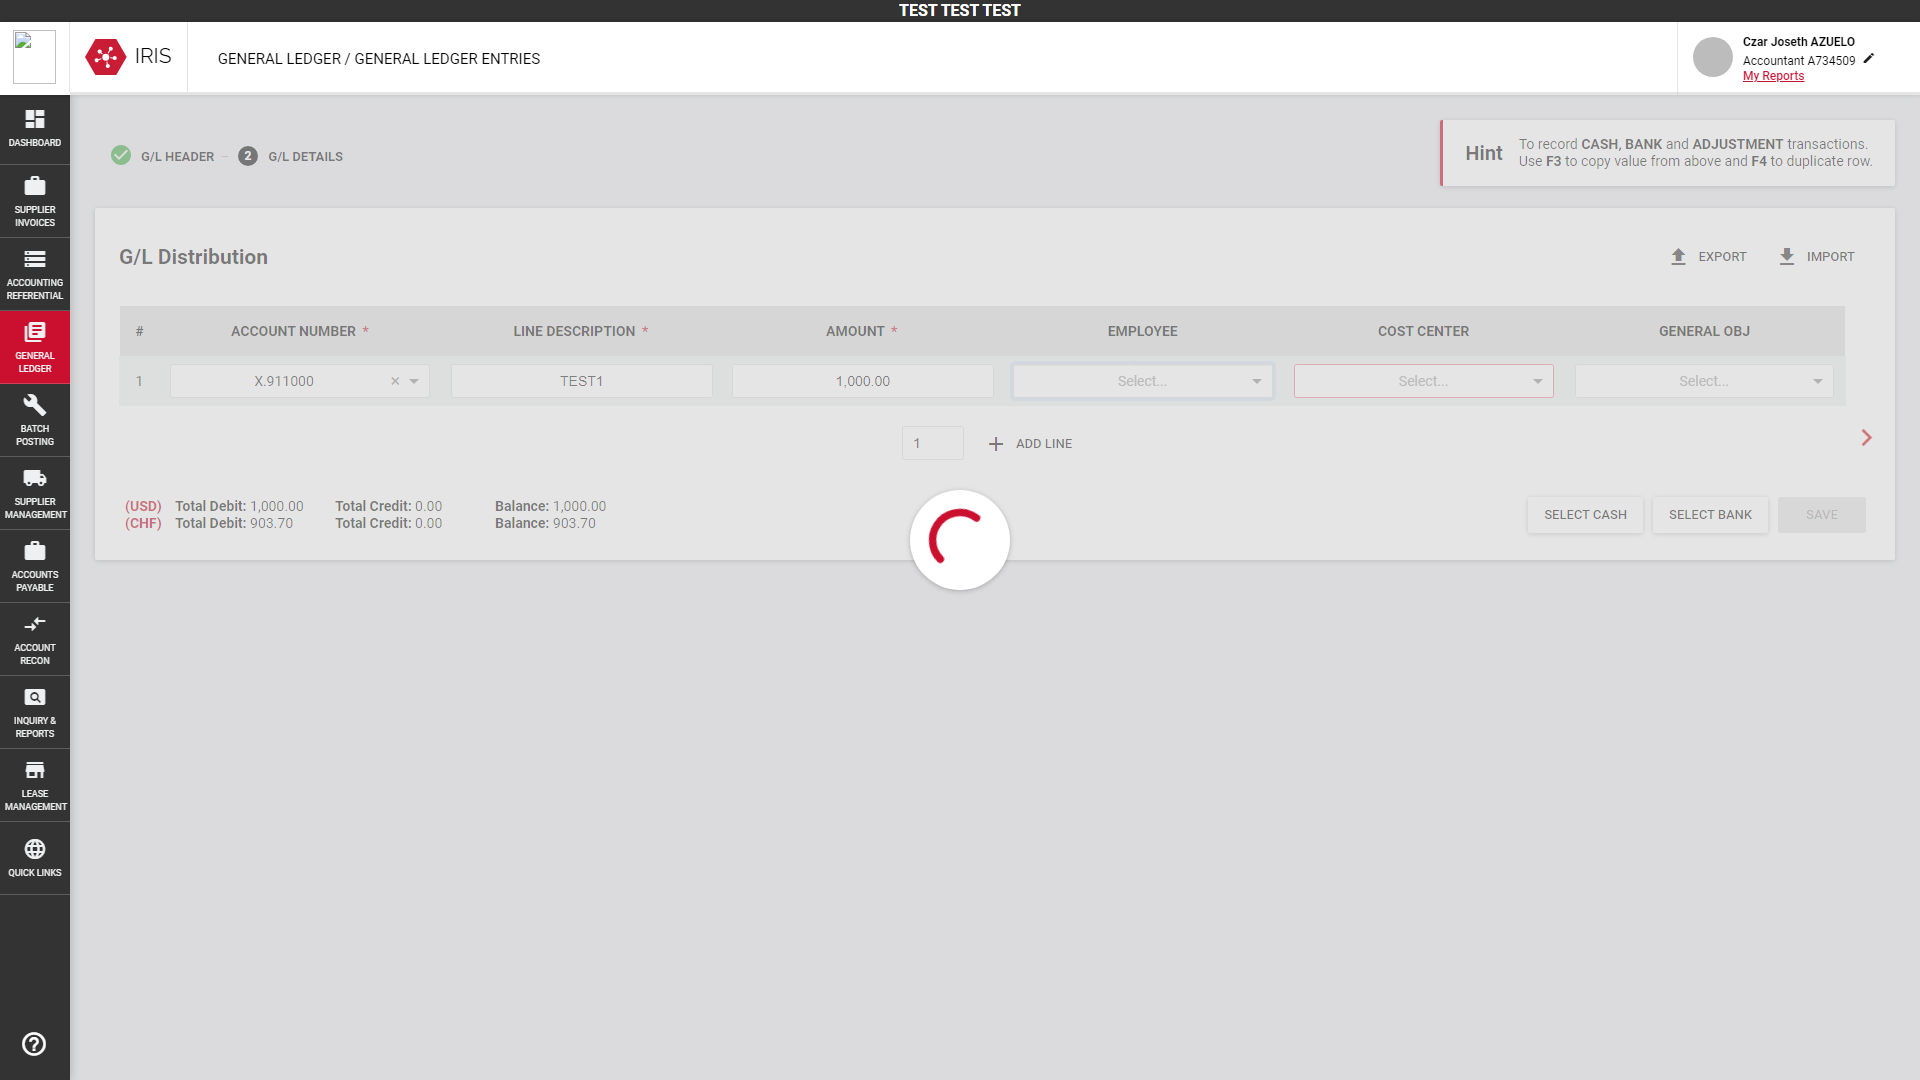 TEST TEST TEST
IRIS
GENERAL LEDGER / GENERAL LEDGER ENTRIES
Czar Joseth AZUELO
Accountant A734509
My Reports
DASHBOARD
SUPPLIER
INVOICES
ACCOUNTING
REFERENTIAL
GENERAL
LEDGER
BATCH
POSTING
SUPPLIER
MANAGEMENT
ACCOUNTS
PAYABLE
ACCOUNT
RECON
INQUIRY &
REPORTS
LEASE
MANAGEMENT
QUICK LINKS
G/L HEADER
2 G/L DETAILS
Hint
To record CASH, BANK and ADJUSTMENT transactions.
Use F3 to copy value from above and F4 to duplicate row.
G/L Distribution
EXPORT IMPORT
# ACCOUNT NUMBER * LINE DESCRIPTION * AMOUNT * EMPLOYEE COST CENTER GENERAL OBJ
1 X.911000 × TEST1 1,000.00 Select... Select... Select...
1 ADD LINE
(USD) Total Debit: 1,000.00 Total Credit: 0.00 Balance: 1,000.00
(CHF) Total Debit: 903.70 Total Credit: 0.00 Balance: 903.70
SELECT CASH SELECT BANK SAVE